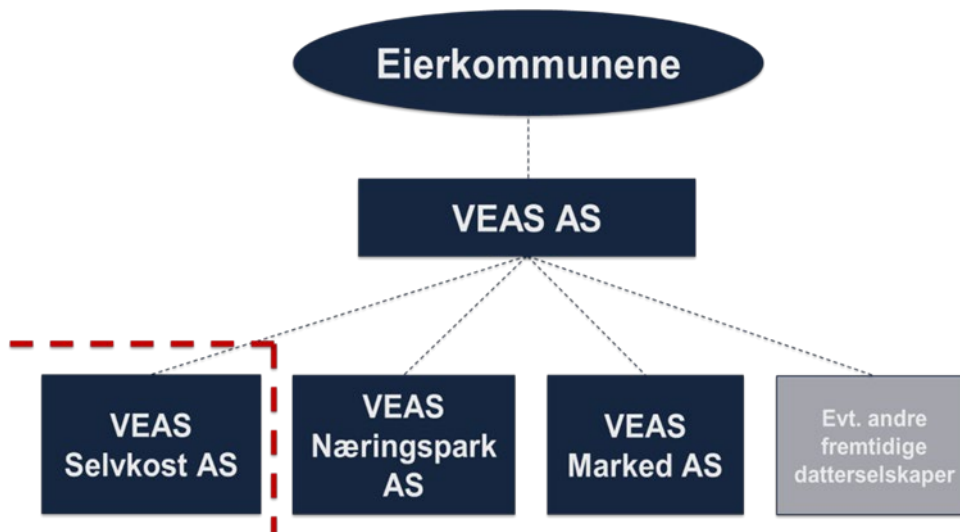 Eierkommunene
VEAS AS
VEAS
Selvkost AS
VEAS
Næringspark
AS
VEAS
Marked AS
Evt. andre
fremtidige
datterselskaper